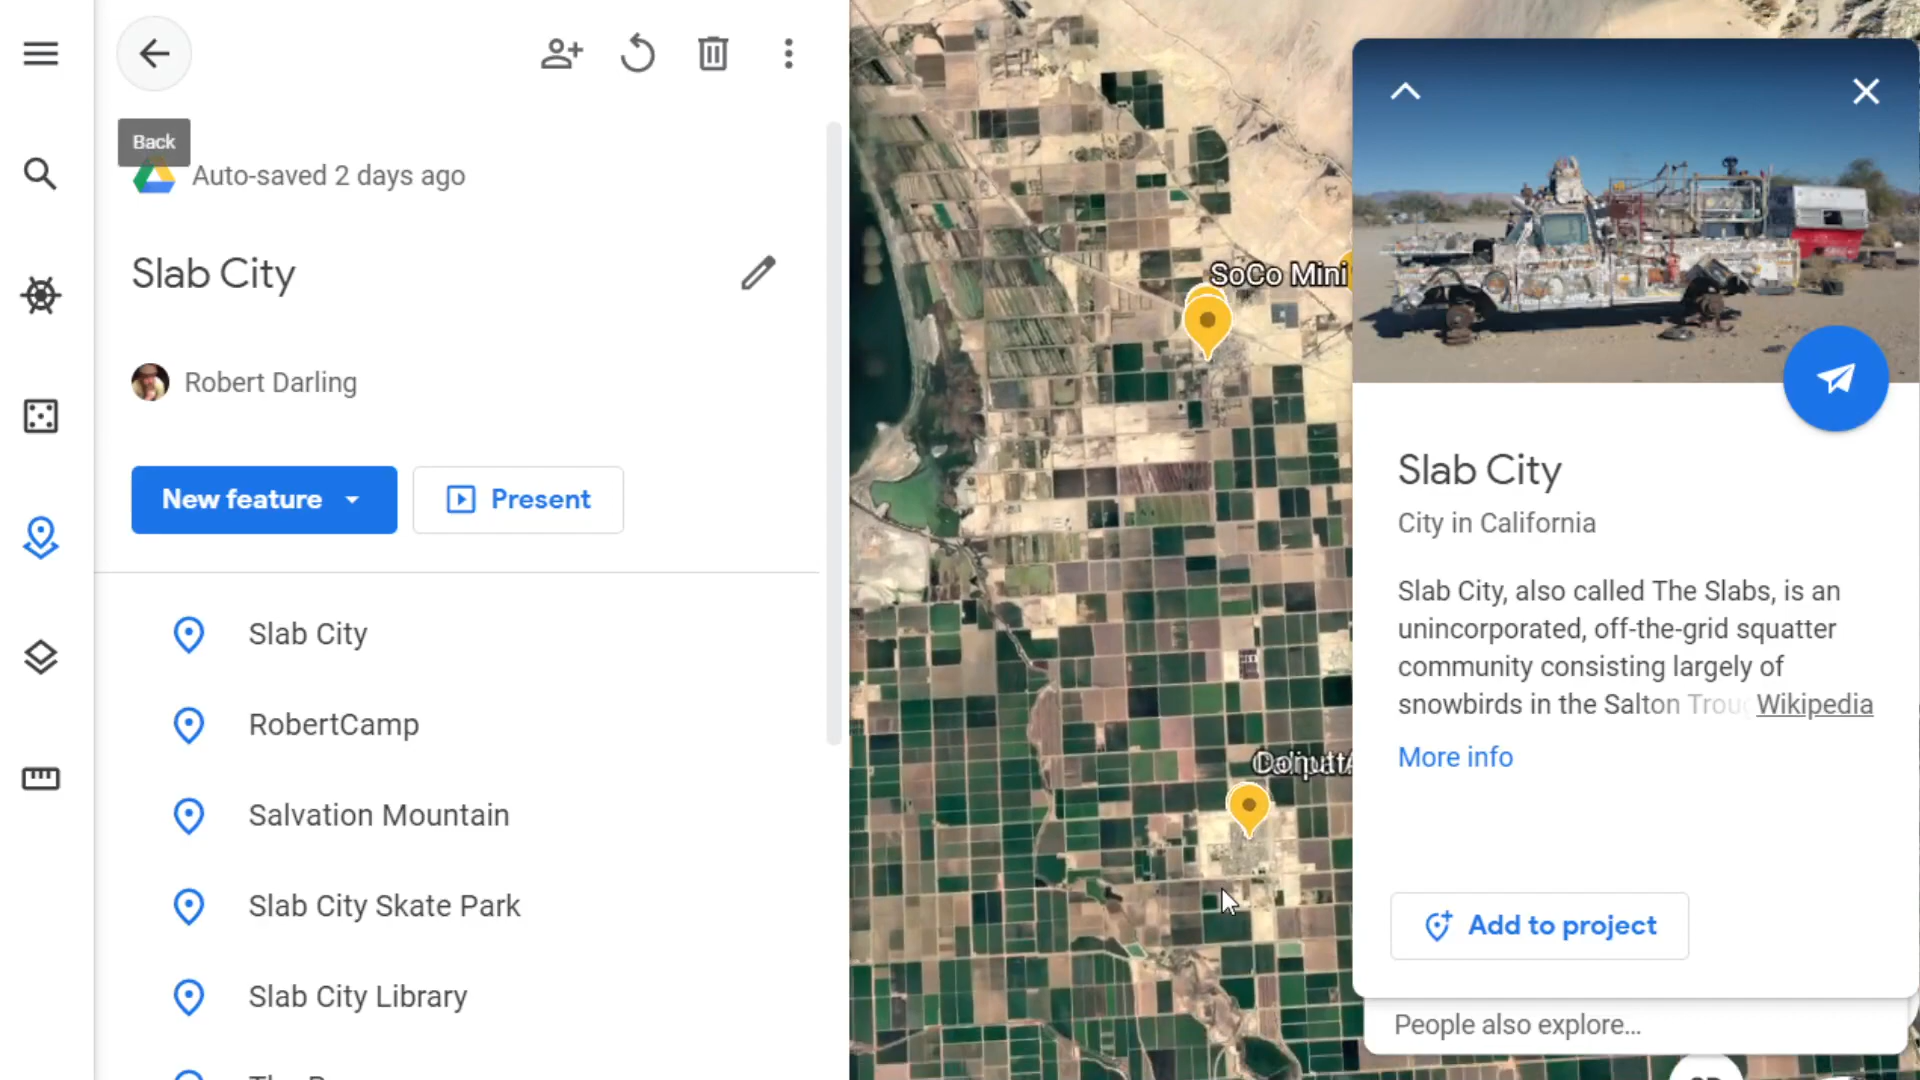 Back
Auto-saved 2 days ago
Slab City
Robert Darling
New feature
Present
Slab City
RobertCamp
Salvation Mountain
Slab City Skate Park
Slab City Library
SoCo Mini
Slab City
City in California
Slab City, also called The Slabs, is an
unincorporated, off-the-grid squatter
community consisting largely of
snowbirds in the Salton Wikipedia
More info
Add to project
People also explore...